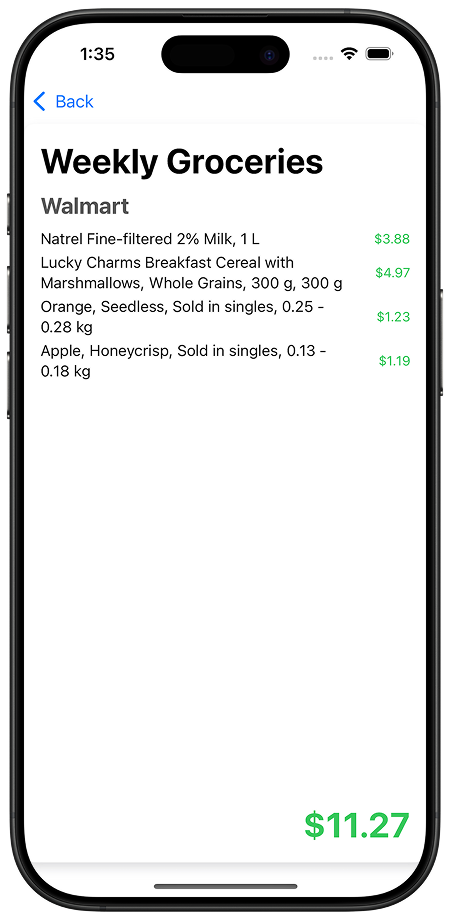 1:35
Back
Weekly Groceries
Walmart
Natrel Fine-filtered 2% Milk, 1 L $3.88
Lucky Charms Breakfast Cereal with
Marshmallows, Whole Grains, 300 g, 300 g $4.97
Orange, Seedless, Sold in singles, 0.25 -
0.28 kg $1.23
Apple, Honeycrisp, Sold in singles, 0.13 -
0.18 kg $1.19
$11.27